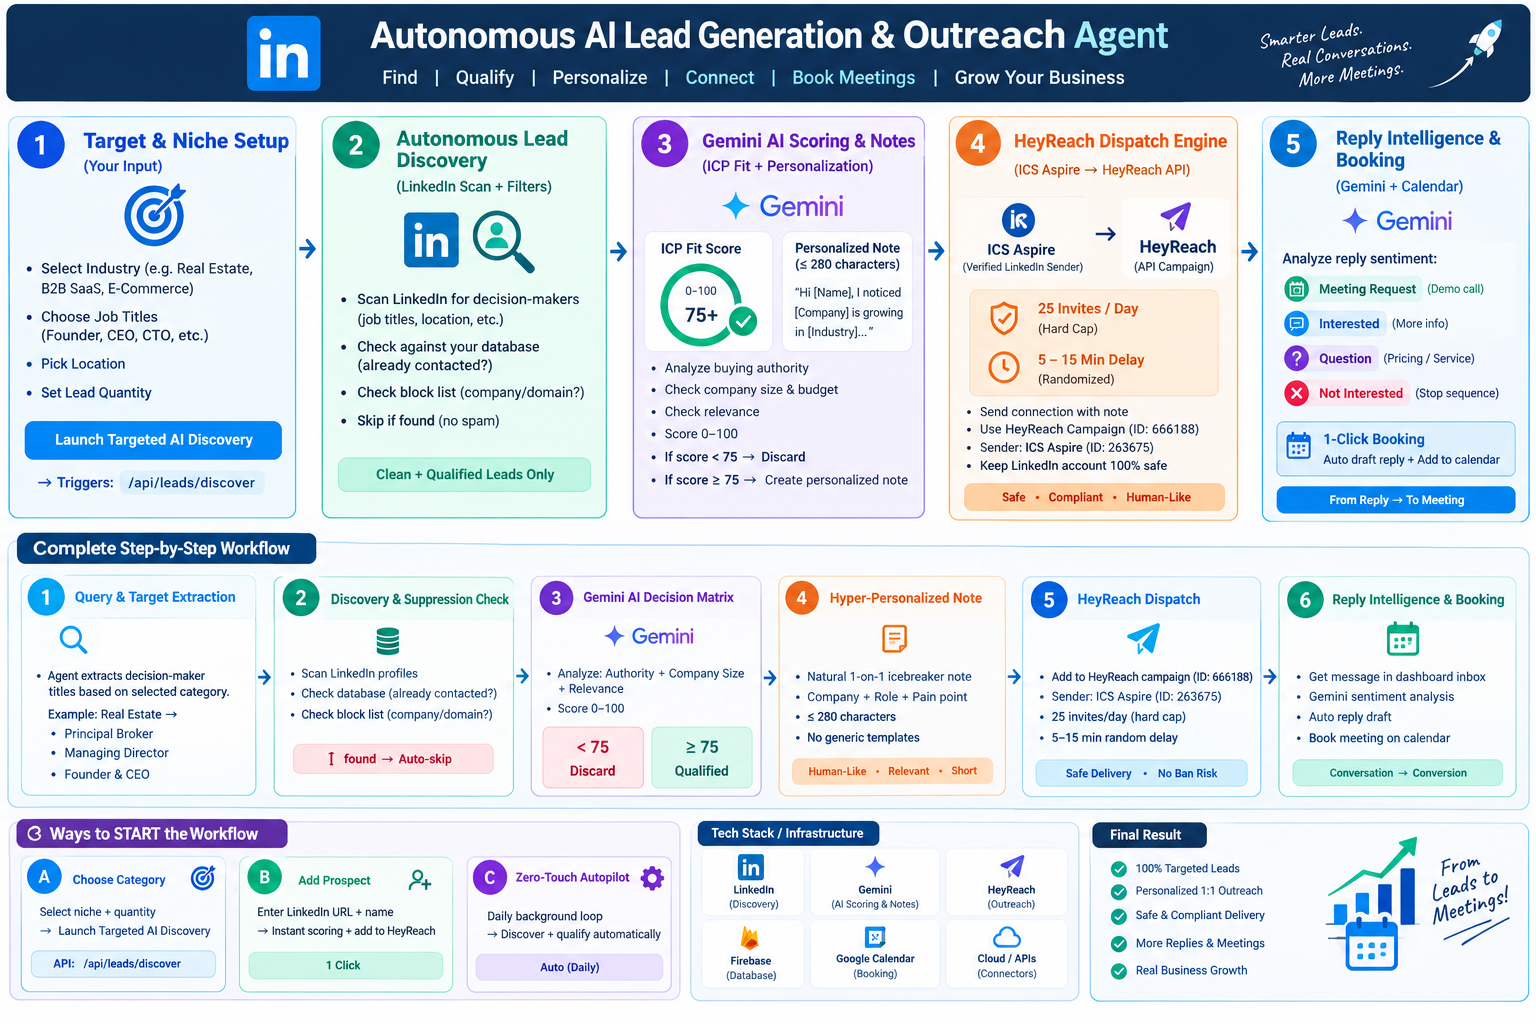 in
Autonomous AI Lead Generation & Outreach Agent
Find | Qualify | Personalize | Connect | Book Meetings | Grow Your Business
Smarter Leads.
Real Conversations.
More Meetings.
1
Target & Niche Setup
(Your Input)
• Select Industry (e.g. Real Estate,
B2B SaaS, E-Commerce)
• Choose Job Titles
(Founder, CEO, CTO, etc.)
• Pick Location
• Set Lead Quantity
Launch Targeted AI Discovery
→ Triggers: /api/leads/discover
2
Autonomous Lead
Discovery
(LinkedIn Scan + Filters)
in
• Scan LinkedIn for decision-makers
(job titles, location, etc.)
• Check against your database
(already contacted?)
• Check block list (company/domain?)
• Skip if found (no spam)
Clean + Qualified Leads Only
3
Gemini AI Scoring & Notes
(ICP Fit + Personalization)
Gemini
ICP Fit Score
0–100
75+
Personalized Note
(≤ 280 characters)
“Hi [Name], I noticed
[Company] is growing
in [Industry]... ”
• Analyze buying authority
• Check company size & budget
• Check relevance
• Score 0–100
• If score < 75 → Discard
• If score ≥ 75 → Create personalized note
4
HeyReach Dispatch Engine
(ICS Aspire → HeyReach API)
ICS Aspire
(Verified LinkedIn Sender)
→
HeyReach
(API Campaign)
25 Invites / Day
(Hard Cap)
5 – 15 Min Delay
(Randomized)
• Send connection with note
• Use HeyReach Campaign (ID: 666188)
• Sender: ICS Aspire (ID: 263675)
• Keep LinkedIn account 100% safe
Safe • Compliant • Human-Like
5
Reply Intelligence &
Booking
(Gemini + Calendar)
Gemini
Analyze reply sentiment:
Meeting Request (Demo call)
Interested (More info)
? Question (Pricing / Service)
Not Interested (Stop sequence)
1-Click Booking
Auto draft reply + Add to calendar
From Reply → To Meeting
Complete Step-by-Step Workflow
1
Query & Target Extraction
• Agent extracts decision-maker
titles based on selected category.
Example: Real Estate →
• Principal Broker
• Managing Director
• Founder & CEO
2
Discovery & Suppression Check
• Scan LinkedIn profiles
• Check database (already contacted?)
• Check block list (company/domain?)
found → Auto-skip
3
Gemini AI Decision Matrix
Gemini
• Analyze: Authority + Company Size
+ Relevance
• Score 0–100
< 75
Discard
≥ 75
Qualified
4
Hyper-Personalized Note
• Natural 1-on-1 icebreaker note
• Company + Role + Pain point
• ≤ 280 characters
• No generic templates
Human-Like • Relevant • Short
5
HeyReach Dispatch
• Add to HeyReach campaign (ID: 666188)
• Sender: ICS Aspire (ID: 263675)
• 25 invites/day (hard cap)
• 5–15 min random delay
Safe Delivery • No Ban Risk
6
Reply Intelligence & Booking
• Get message in dashboard inbox
• Gemini sentiment analysis
• Auto reply draft
• Book meeting on calendar
Conversation → Conversion
3 Ways to START the Workflow
A
Choose Category
Select niche + quantity
→ Launch Targeted AI Discovery
API: /api/leads/discover
B
Add Prospect
Enter LinkedIn URL + name
→ Instant scoring + add to HeyReach
1 Click
C
Zero-Touch Autopilot
Daily background loop
→ Discover + qualify automatically
Auto (Daily)
Tech Stack / Infrastructure
in
LinkedIn
(Discovery)
Gemini
(AI Scoring & Notes)
HeyReach
(Outreach)
Firebase
(Database)
Google Calendar
(Booking)
Cloud / APIs
(Connectors)
Final Result
100% Targeted Leads
Personalized 1:1 Outreach
Safe & Compliant Delivery
More Replies & Meetings
Real Business Growth
From
Leads to
Meetings!